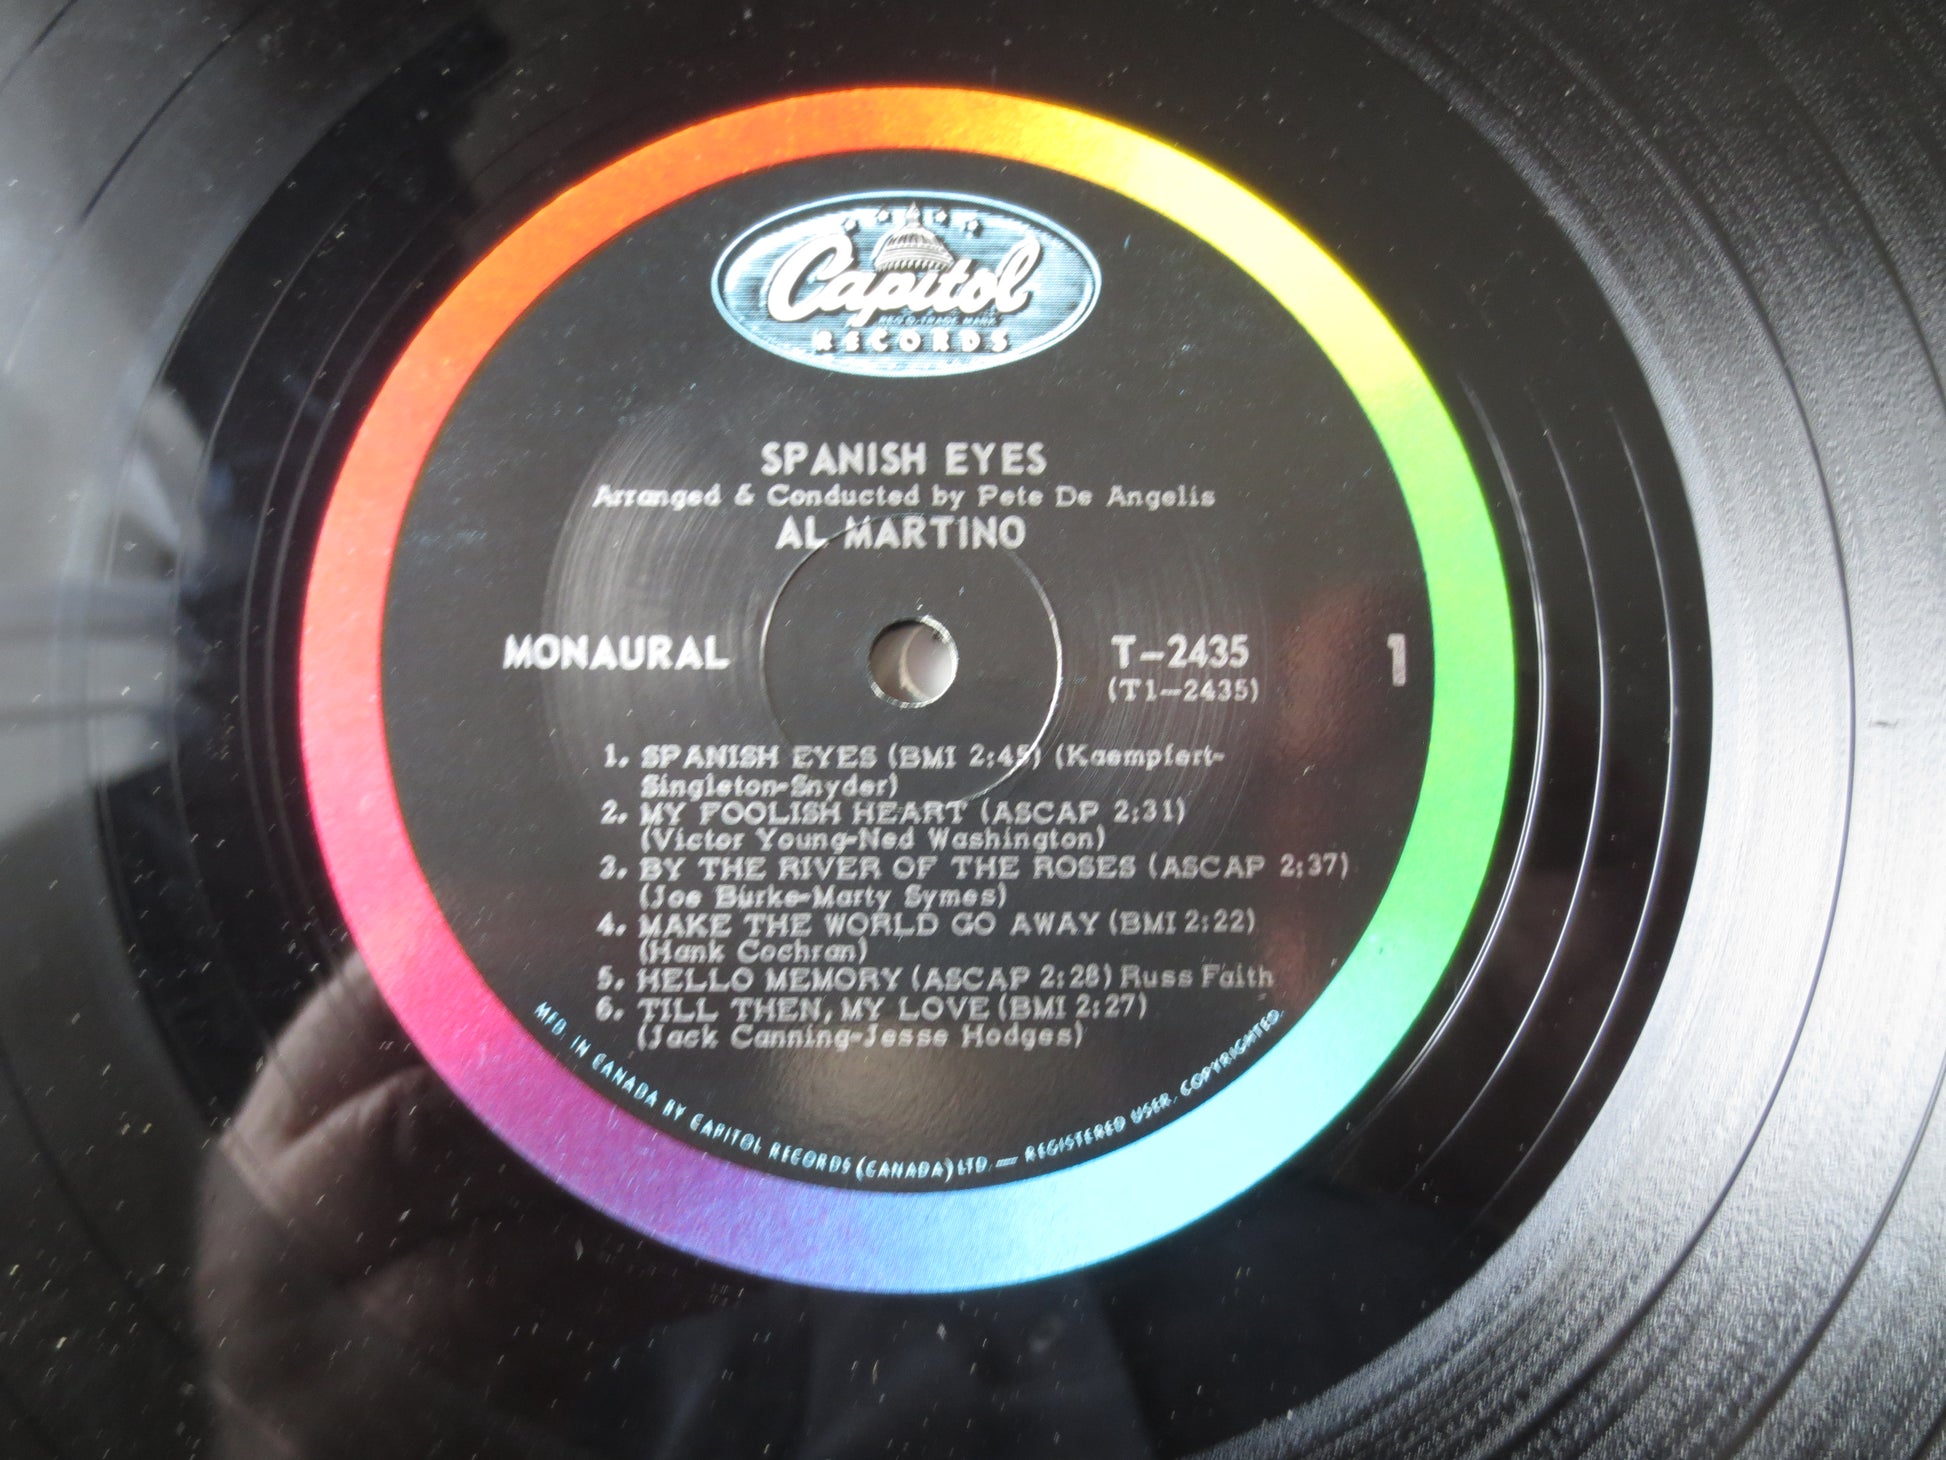 Capitol
REG'D. TRADE MARK
RECORDS
SPANISH EYES
Arranged & Conducted by Pete De Angelis
AL MARTINO
MONAURAL
T-2435
(T1-2435)
1
1. SPANISH EYES (BMI 2:45) (Kaempfert-
Singleton-Snyder)
2. MY FOOLISH HEART (ASCAP 2:31)
(Victor Young-Ned Washington)
3. BY THE RIVER OF THE ROSES (ASCAP 2:37)
(Joe Burke-Marty Symes)
4. MAKE THE WORLD GO AWAY (BMI 2:22)
(Hank Cochran)
5. HELLO MEMORY (ASCAP 2:28) Russ Faith
6. TILL THEN, MY LOVE (BMI 2:27)
(Jack Canning-Jesse Hodges)
MFD. IN CANADA BY CAPITOL RECORDS (CANADA) LTD. — REGISTERED USER. COPYRIGHTED.